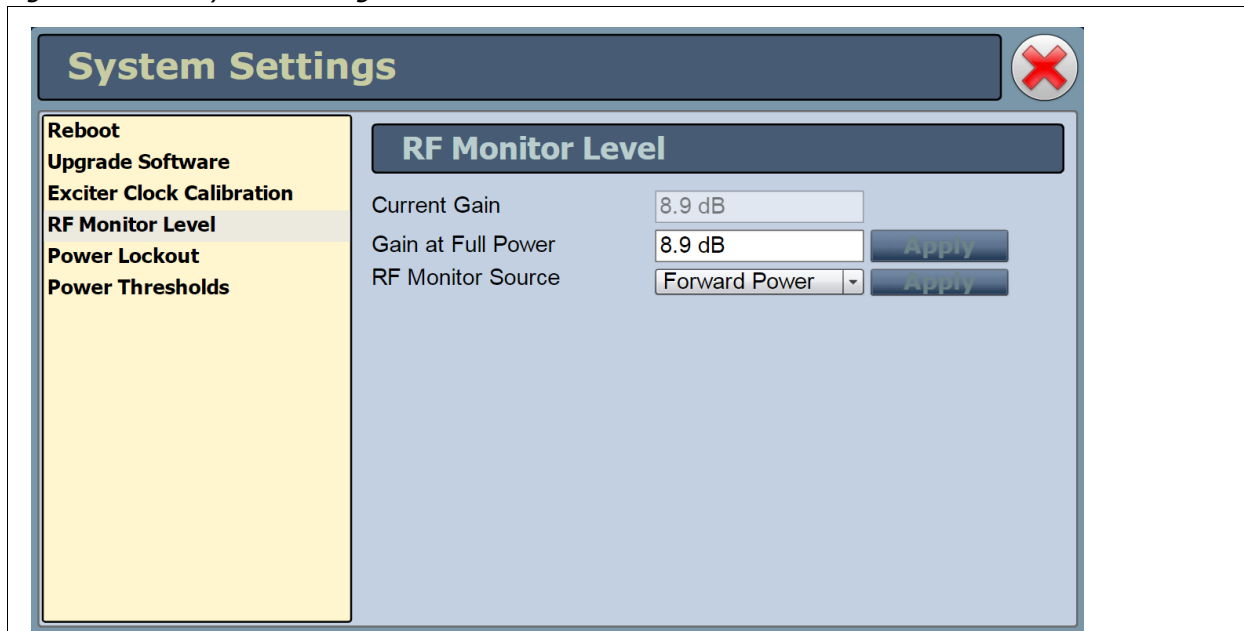 System Settings
Reboot
Upgrade Software
Exciter Clock Calibration
RF Monitor Level
Power Lockout
Power Thresholds
RF Monitor Level
Current Gain 8.9 dB
Gain at Full Power 8.9 dB Apply
RF Monitor Source Forward Power Apply